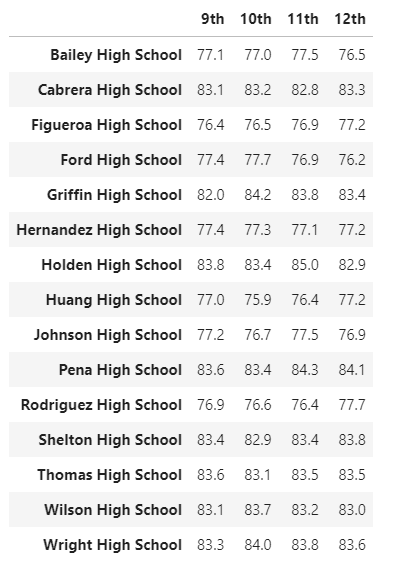 9th 10th 11th 12th
Bailey High School 77.1 77.0 77.5 76.5
Cabrera High School 83.1 83.2 82.8 83.3
Figueroa High School 76.4 76.5 76.9 77.2
Ford High School 77.4 77.7 76.9 76.2
Griffin High School 82.0 84.2 83.8 83.4
Hernandez High School 77.4 77.3 77.1 77.2
Holden High School 83.8 83.4 85.0 82.9
Huang High School 77.0 75.9 76.4 77.2
Johnson High School 77.2 76.7 77.5 76.9
Pena High School 83.6 83.4 84.3 84.1
Rodriguez High School 76.9 76.6 76.4 77.7
Shelton High School 83.4 82.9 83.4 83.8
Thomas High School 83.6 83.1 83.5 83.5
Wilson High School 83.1 83.7 83.2 83.0
Wright High School 83.3 84.0 83.8 83.6